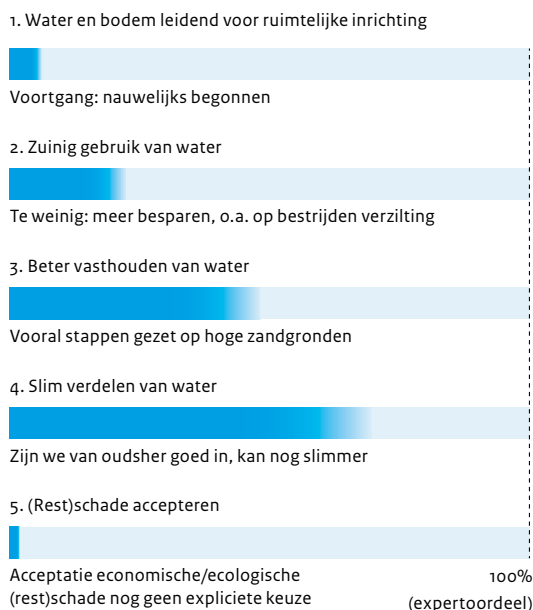 1. Water en bodem leidend voor ruimtelijke inrichting
Voortgang: nauwelijks begonnen
2. Zuinig gebruik van water
Te weinig: meer besparen, o.a. op bestrijden verzilting
3. Beter vasthouden van water
Vooral stappen gezet op hoge zandgronden
4. Slim verdelen van water
Zijn we van oudsher goed in, kan nog slimmer
5. (Rest)schade accepteren
Acceptatie economische/ecologische
(rest)schade nog geen expliciete keuze
100%
(expertoordeel)